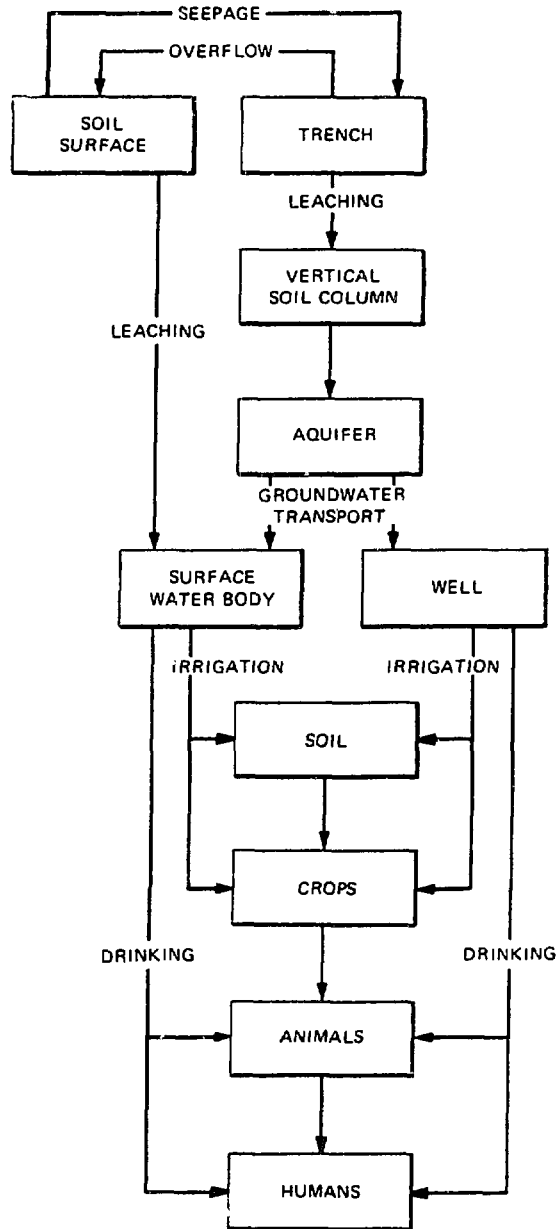 SEEPAGE
OVERFLOW
SOIL
SURFACE
TRENCH
LEACHING
VERTICAL
SOIL COLUMN
LEACHING
AQUIFER
GROUNDWATER
TRANSPORT
SURFACE
WATER BODY
WELL
IRRIGATION
IRRIGATION
SOIL
CROPS
DRINKING
DRINKING
ANIMALS
HUMANS